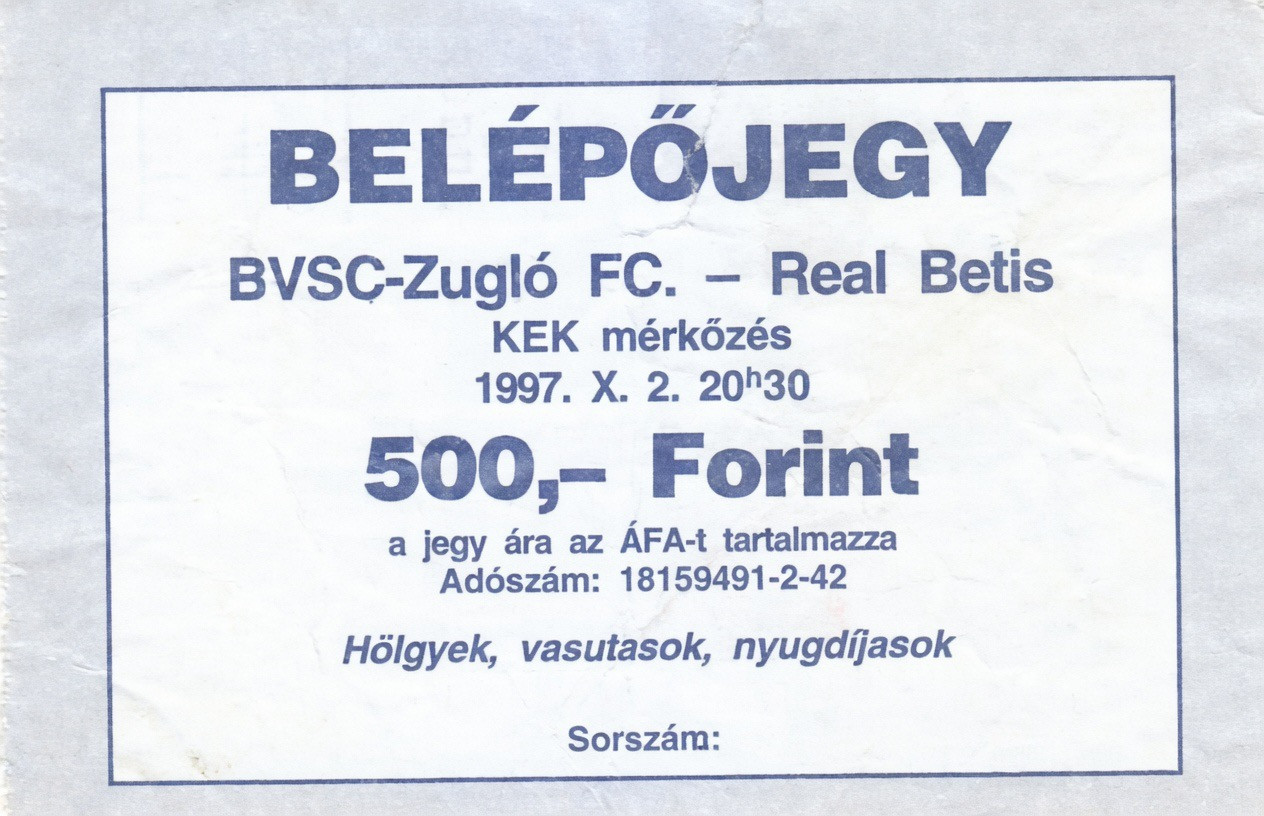 BELÉPŐJEGY
BVSC-Zugló FC. – Real Betis
KEK mérkőzés
1997. X. 2. 20ʰ30
500,– Forint
a jegy ára az ÁFA-t tartalmazza
Adószám: 18159491-2-42
Hölgyek, vasutasok, nyugdíjasok
Sorszám: